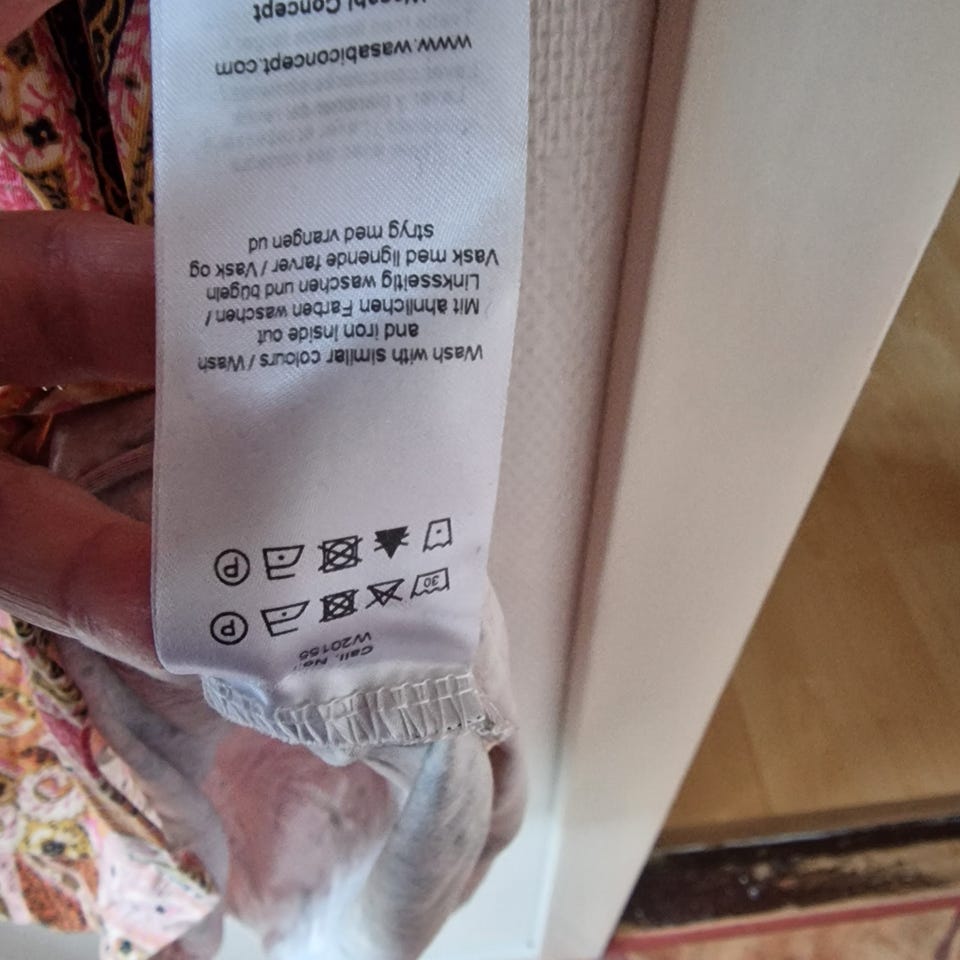 Call. No.:
W20155
30
P
P
Wash with similar colours / Wash
and iron inside out
Mit ähnlichen Farben waschen /
Linksseitig waschen und bügeln
Vask med lignende farver / Vask og
stryg med vrangen ud
www.wasabiconcept.com
Wasabi Concept